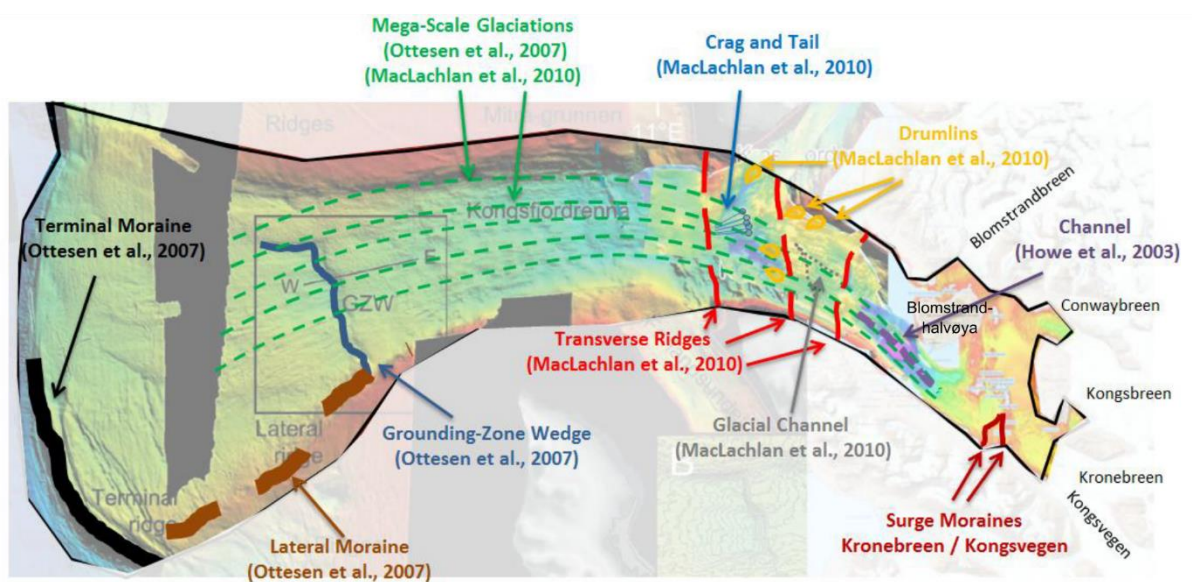 Mega-Scale Glaciations
(Ottesen et al., 2007)
(MacLachlan et al., 2010)
Crag and Tail
(MacLachlan et al., 2010)
Drumlins
(MacLachlan et al., 2010)
Ridges
Blomstrandbreen
Terminal Moraine
(Ottesen et al., 2007)
Kongsfjordrenna
Channel
(Howe et al., 2003)
E
W
GZW
Blomstrand-
halvøya
Conwaybreen
Transverse Ridges
(MacLachlan et al., 2010)
Kongsbreen
Lateral
ridge
Grounding-Zone Wedge
(Ottesen et al., 2007)
Glacial Channel
(MacLachlan et al., 2010)
B
Kronebreen
Kongsvegen
Terminal
ridge
Surge Moraines
Kronebreen / Kongsvegen
Lateral Moraine
(Ottesen et al., 2007)